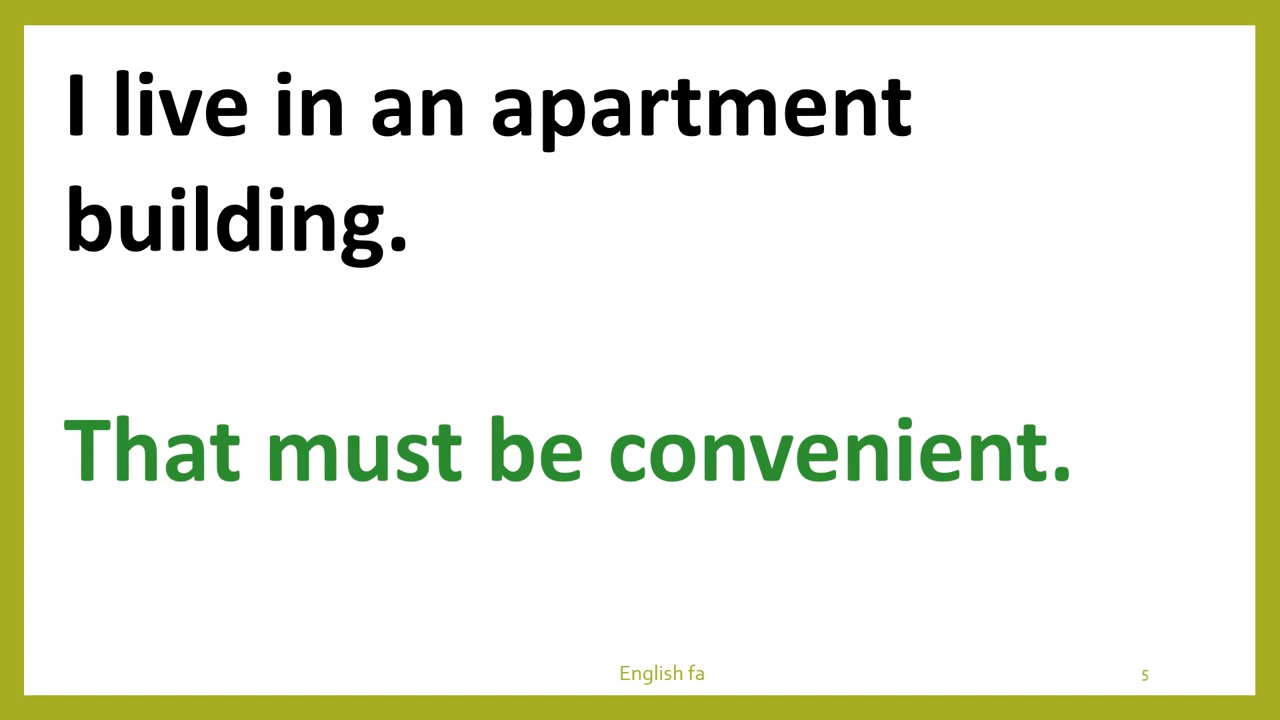 I live in an apartment
building.
That must be convenient.
English fa
5